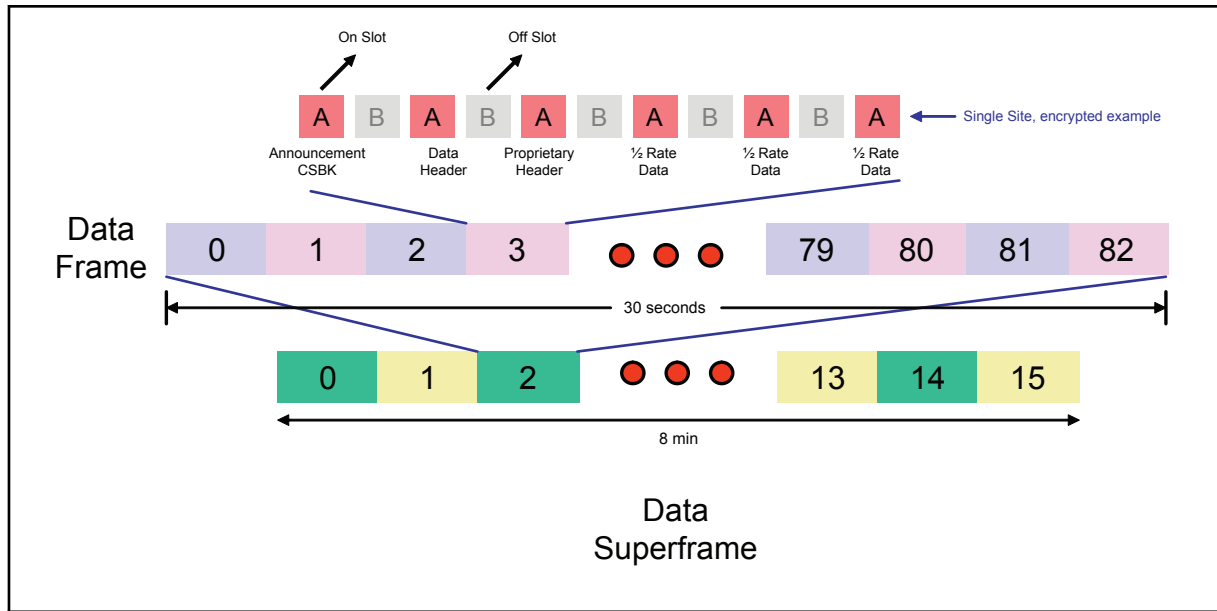 On Slot
Off Slot
A B A B A B A B A B A
Single Site, encrypted example
Announcement
CSBK
Data
Header
Proprietary
Header
½ Rate
Data
½ Rate
Data
½ Rate
Data
Data
Frame
0 1 2 3 79 80 81 82
30 seconds
0 1 2 13 14 15
8 min
Data
Superframe